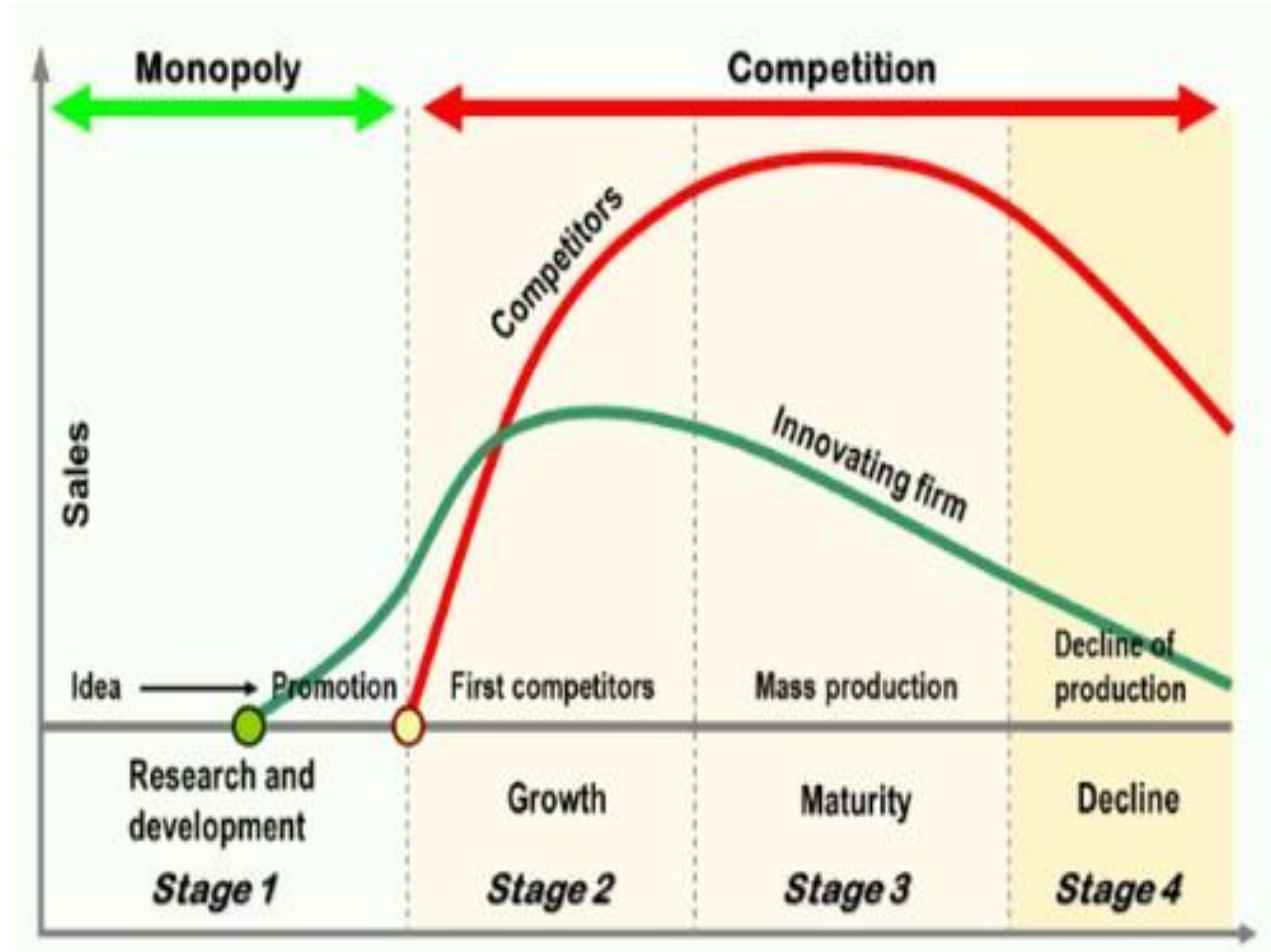 Monopoly
Competition
Competitors
Innovating firm
Sales
Idea
Promotion
First competitors
Mass production
Decline of
production
Research and
development
Growth
Maturity
Decline
Stage 1
Stage 2
Stage 3
Stage 4